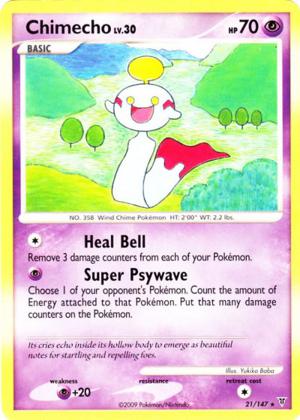 Chimecho LV.30 HP 70
BASIC
NO. 358 Wind Chime Pokémon HT: 2'00" WT: 2.2 lbs.
Heal Bell
Remove 3 damage counters from each of your Pokémon.
Super Psywave
Choose 1 of your opponent's Pokémon. Count the amount of
Energy attached to that Pokémon. Put that many damage
counters on the Pokémon.
Its cries echo inside its hollow body to emerge as beautiful
notes for startling and repelling foes.
Illus. Yukiko Baba
weakness resistance retreat cost
+20
©2009 Pokémon/Nintendo
21/147 ★